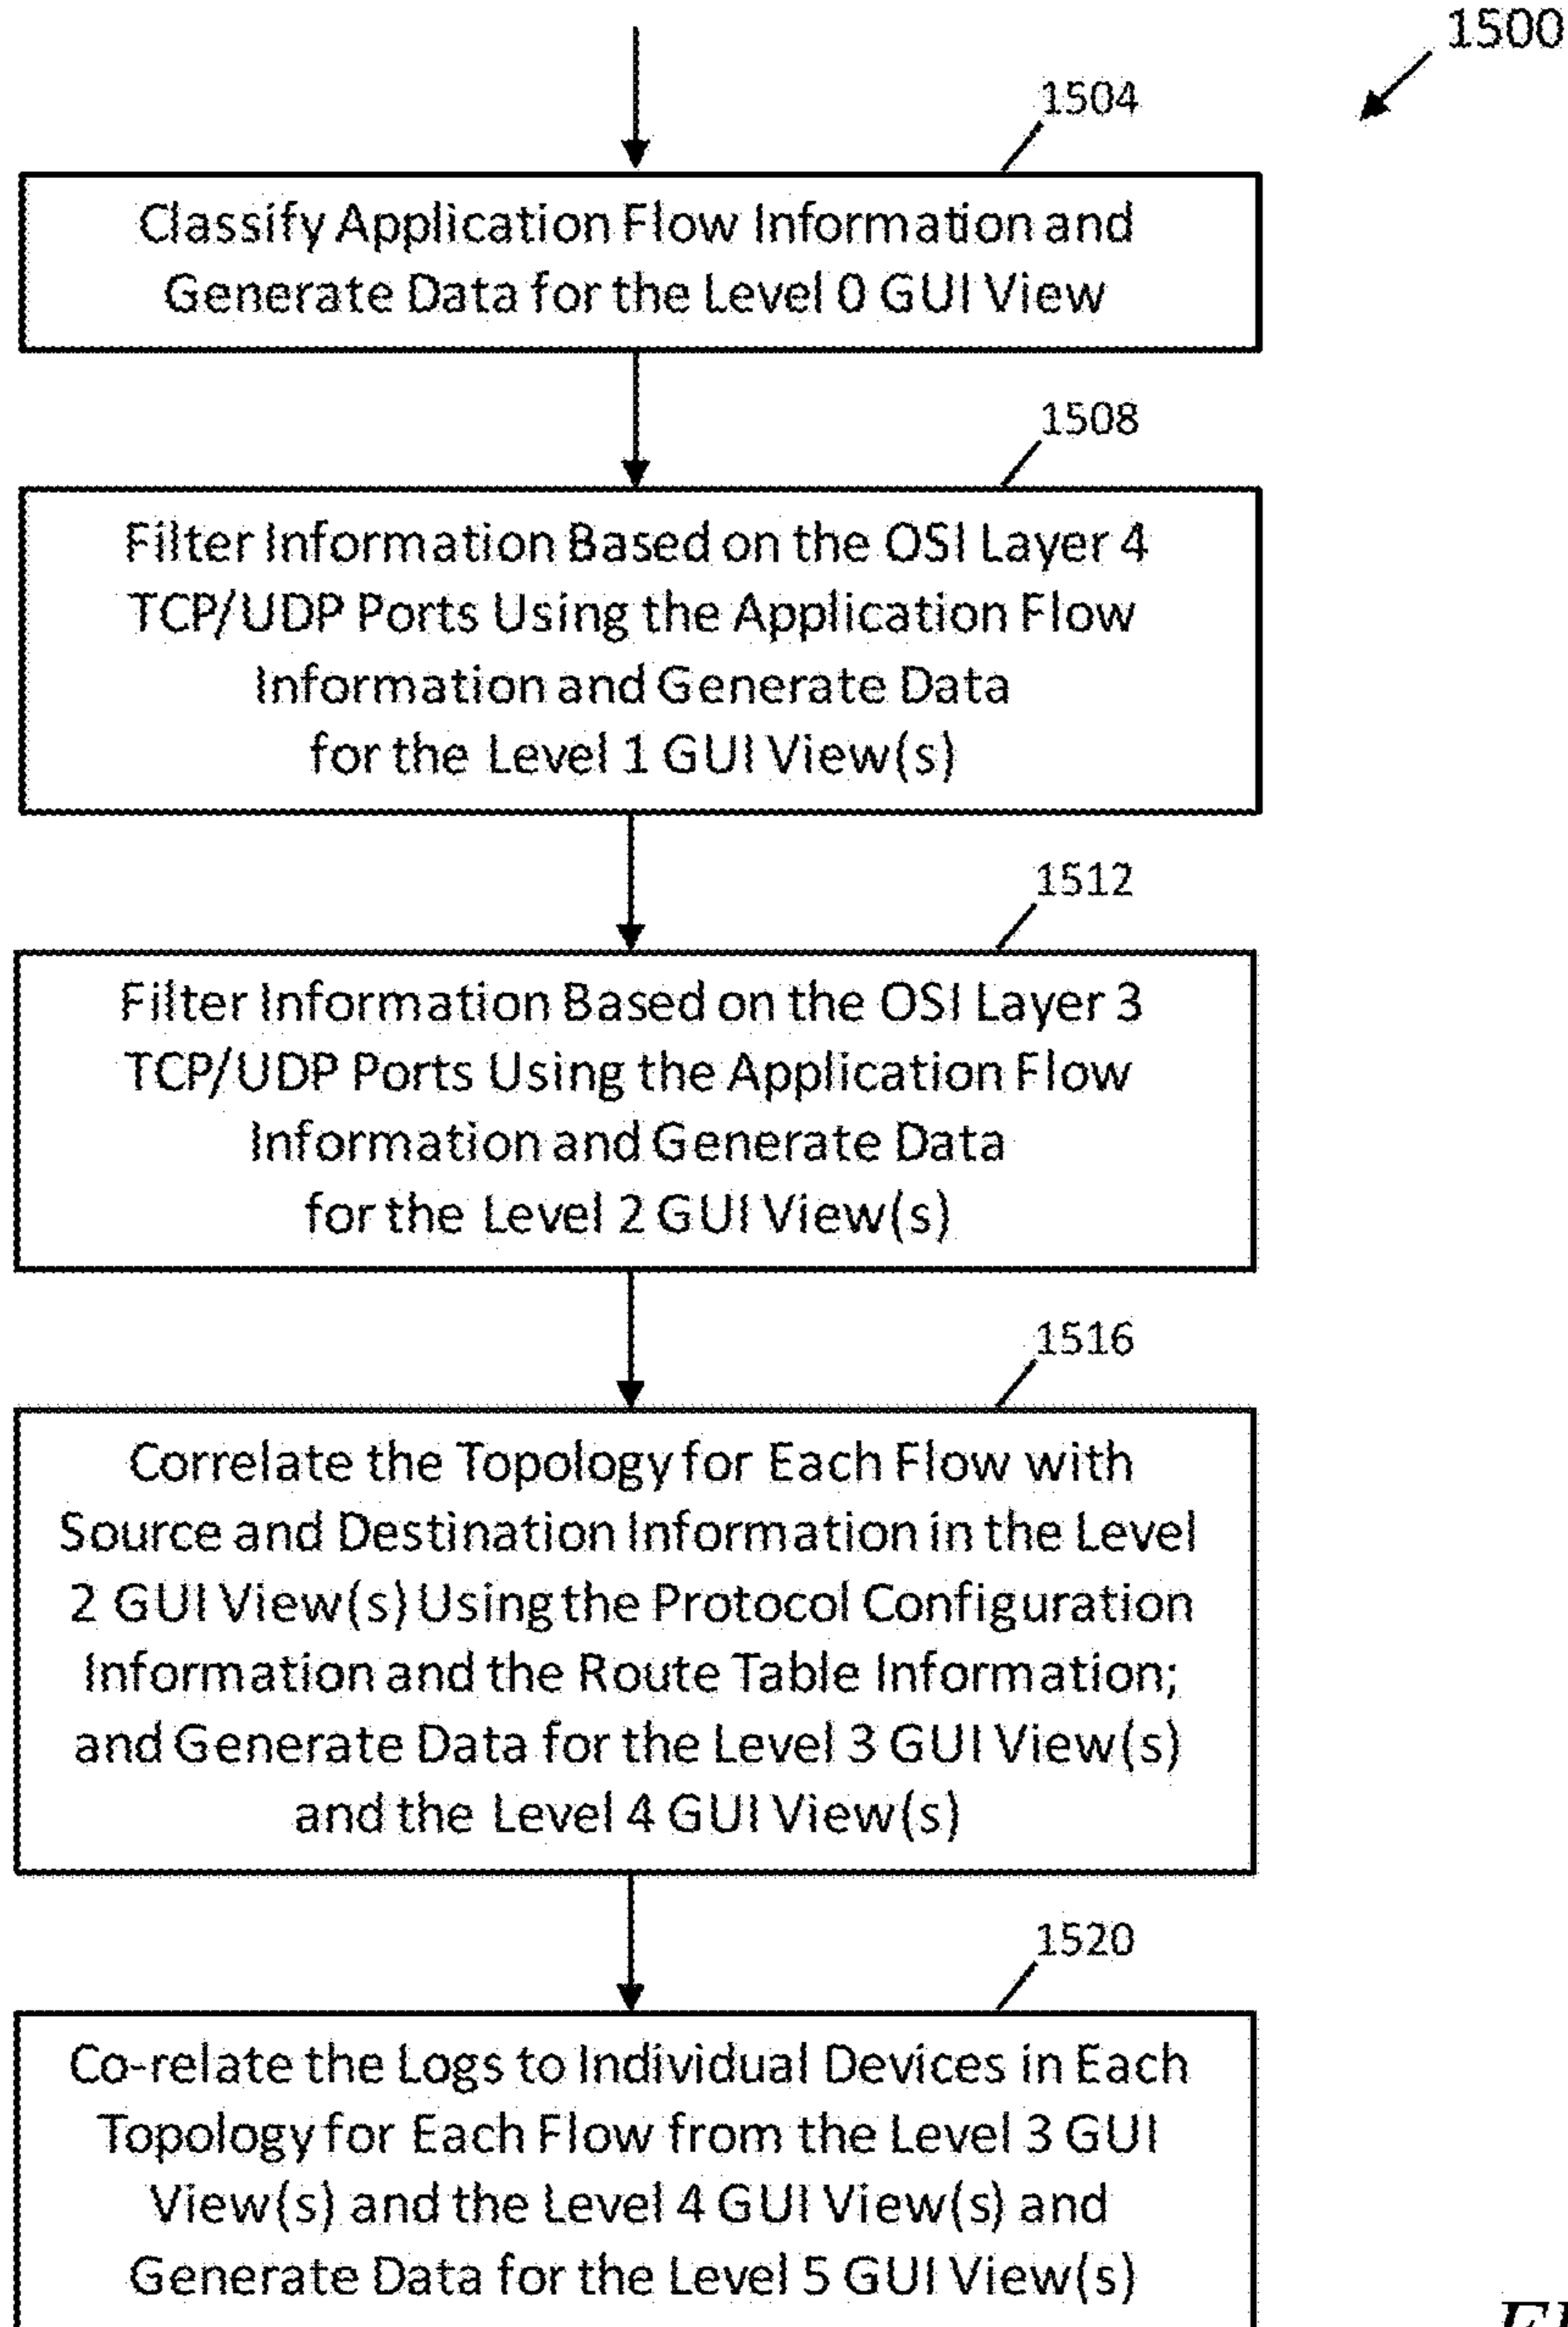 1500
1504
Classify Application Flow Information and
Generate Data for the Level 0 GUI View
1508
Filter Information Based on the OSI Layer 4
TCP/UDP Ports Using the Application Flow
Information and Generate Data
for the Level 1 GUI View(s)
1512
Filter Information Based on the OSI Layer 3
TCP/UDP Ports Using the Application Flow
Information and Generate Data
for the Level 2 GUI View(s)
1516
Correlate the Topology for Each Flow with
Source and Destination Information in the Level
2 GUI View(s) Using the Protocol Configuration
Information and the Route Table Information;
and Generate Data for the Level 3 GUI View(s)
and the Level 4 GUI View(s)
1520
Co-relate the Logs to Individual Devices in Each
Topology for Each Flow from the Level 3 GUI
View(s) and the Level 4 GUI View(s) and
Generate Data for the Level 5 GUI View(s)